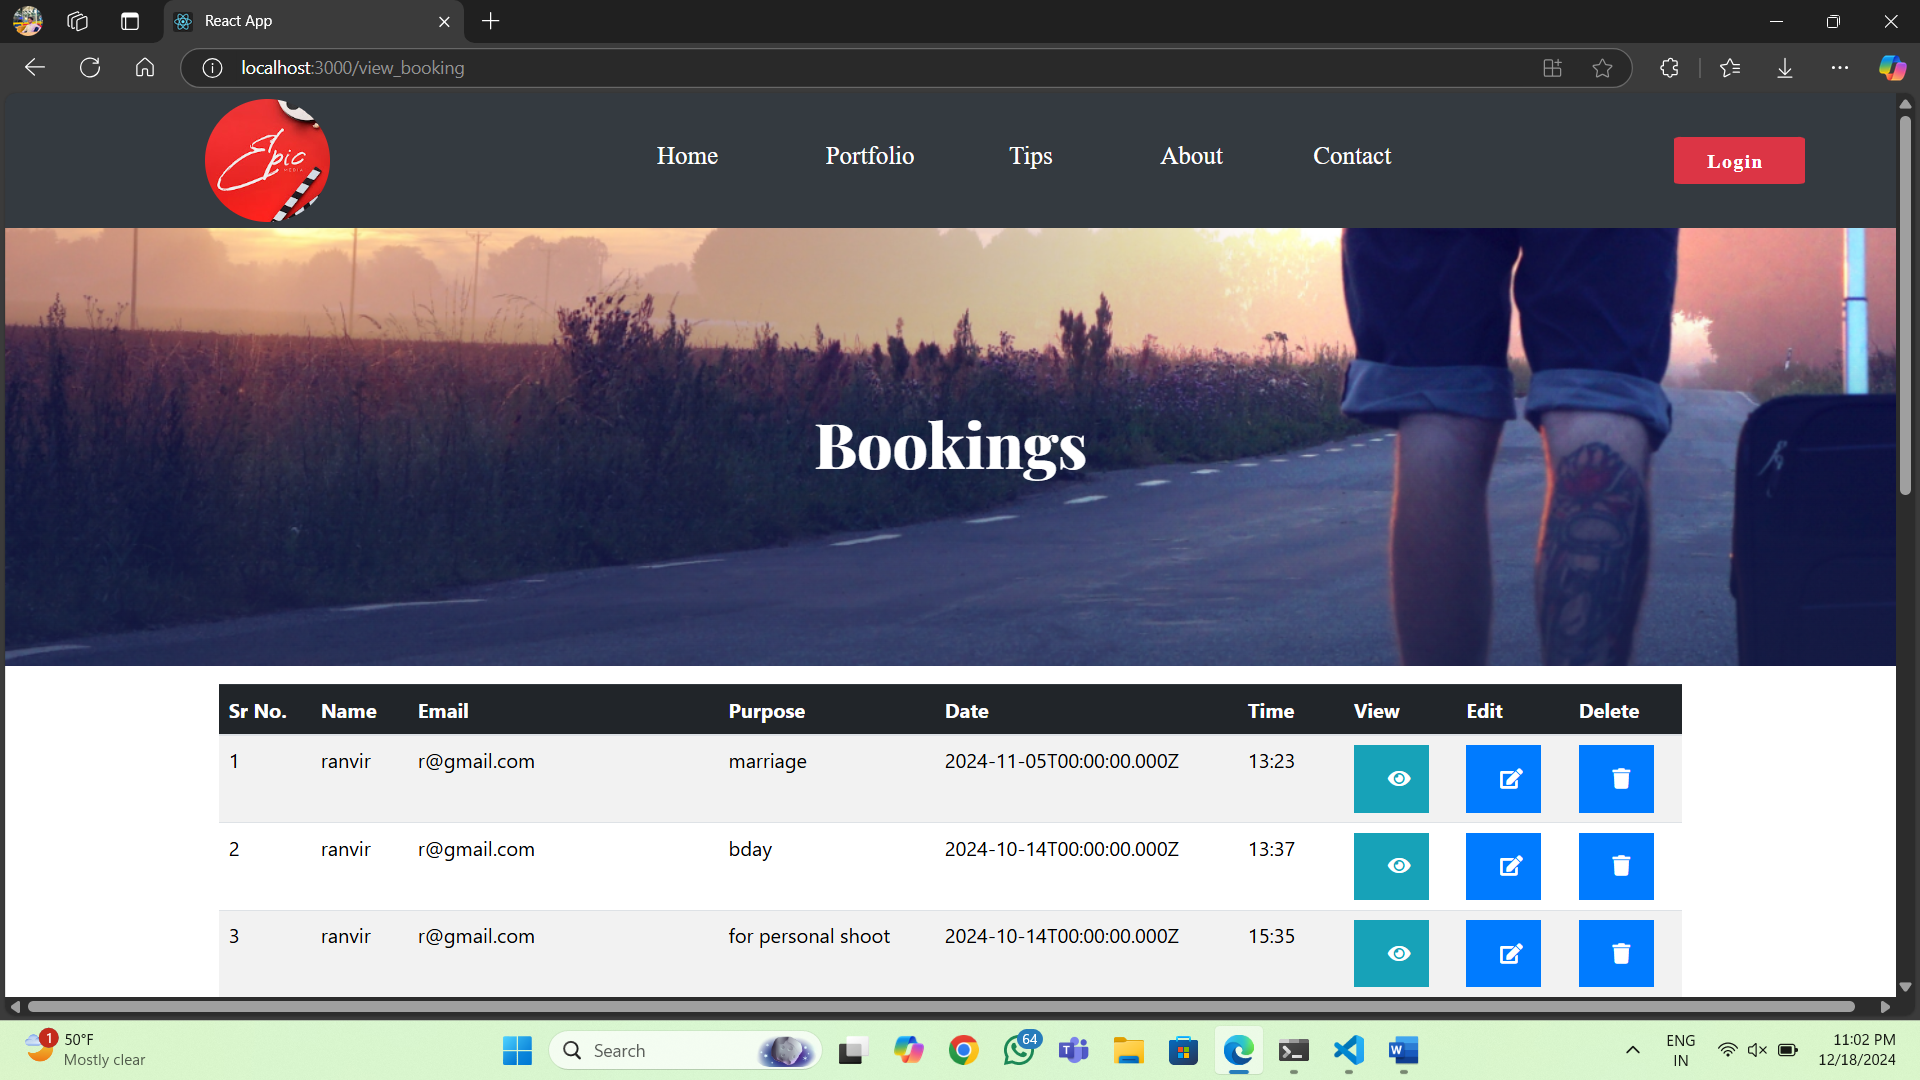 React App
localhost:3000/view_booking
Epic
MEDIA
Home Portfolio Tips About Contact
Login
Bookings
Sr No. Name Email Purpose Date Time View Edit Delete
1 ranvir r@gmail.com marriage 2024-11-05T00:00:00.000Z 13:23
2 ranvir r@gmail.com bday 2024-10-14T00:00:00.000Z 13:37
3 ranvir r@gmail.com for personal shoot 2024-10-14T00:00:00.000Z 15:35
1
50°F
Mostly clear
Search
64
T
W
ENG
IN
11:02 PM
12/18/2024